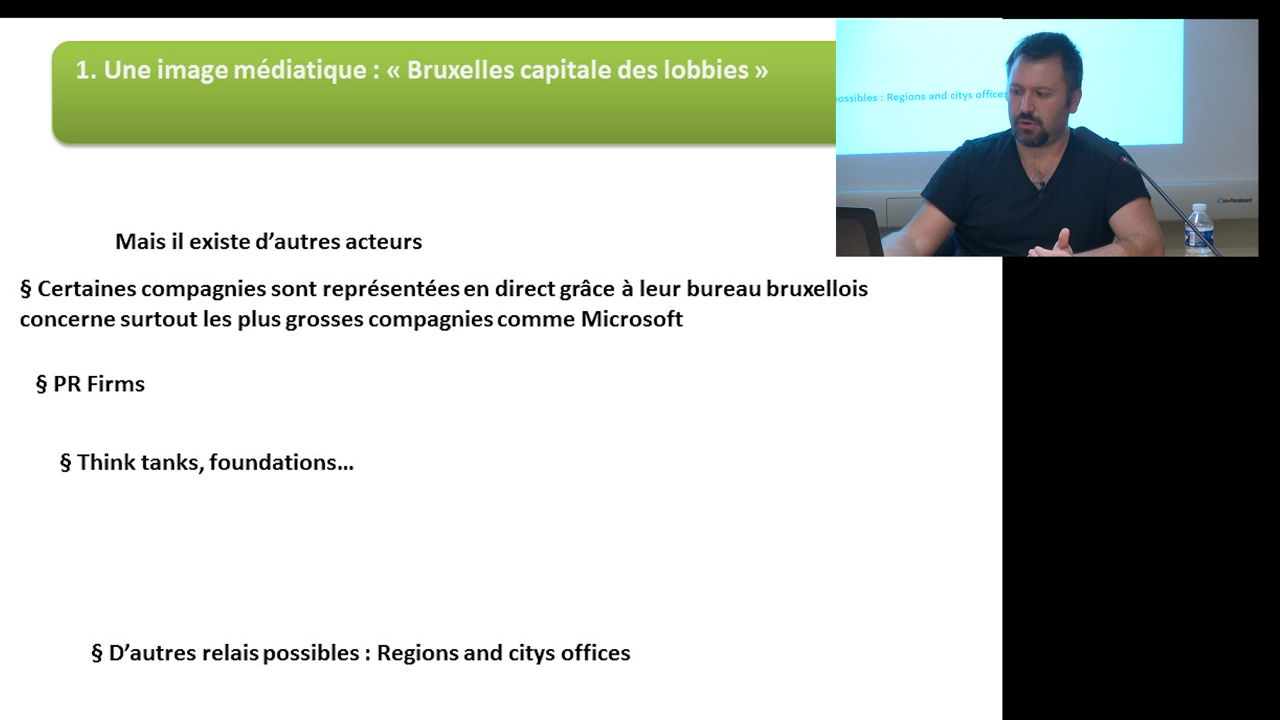 1. Une image médiatique : « Bruxelles capitale des lobbies »
possibles : Regions and citys offices
Mais il existe d’autres acteurs
§ Certaines compagnies sont représentées en direct grâce à leur bureau bruxellois
concerne surtout les plus grosses compagnies comme Microsoft
§ PR Firms
§ Think tanks, foundations…
§ D’autres relais possibles : Regions and citys offices